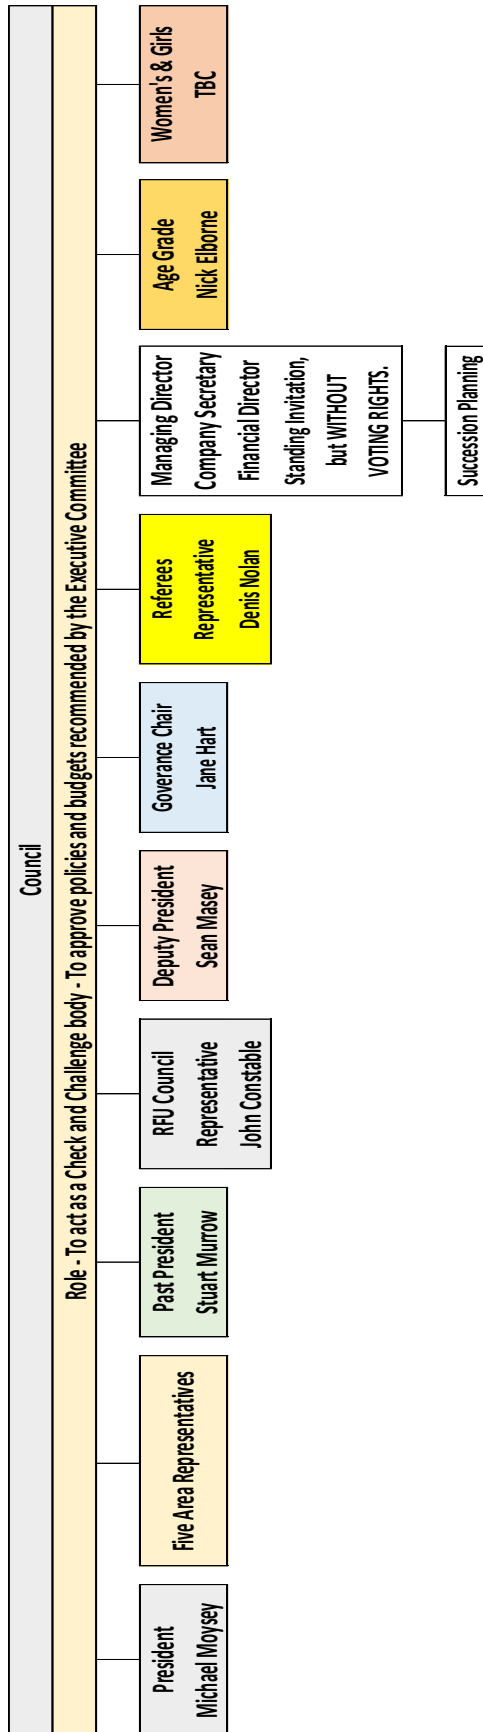 Council
Role - To act as a Check and Challenge body - To approve policies and budgets recommended by the Executive Committee
President
Michael Moysey
Five Area Representatives
Past President
Stuart Murrow
RFU Council
Representative
John Constable
Deputy President
Sean Masey
Goverance Chair
Jane Hart
Referees
Representative
Denis Nolan
Managing Director
Company Secretary
Financial Director
Standing Invitation,
but WITHOUT
VOTING RIGHTS.
Succession Planning
Age Grade
Nick Elborne
Women's & Girls
TBC